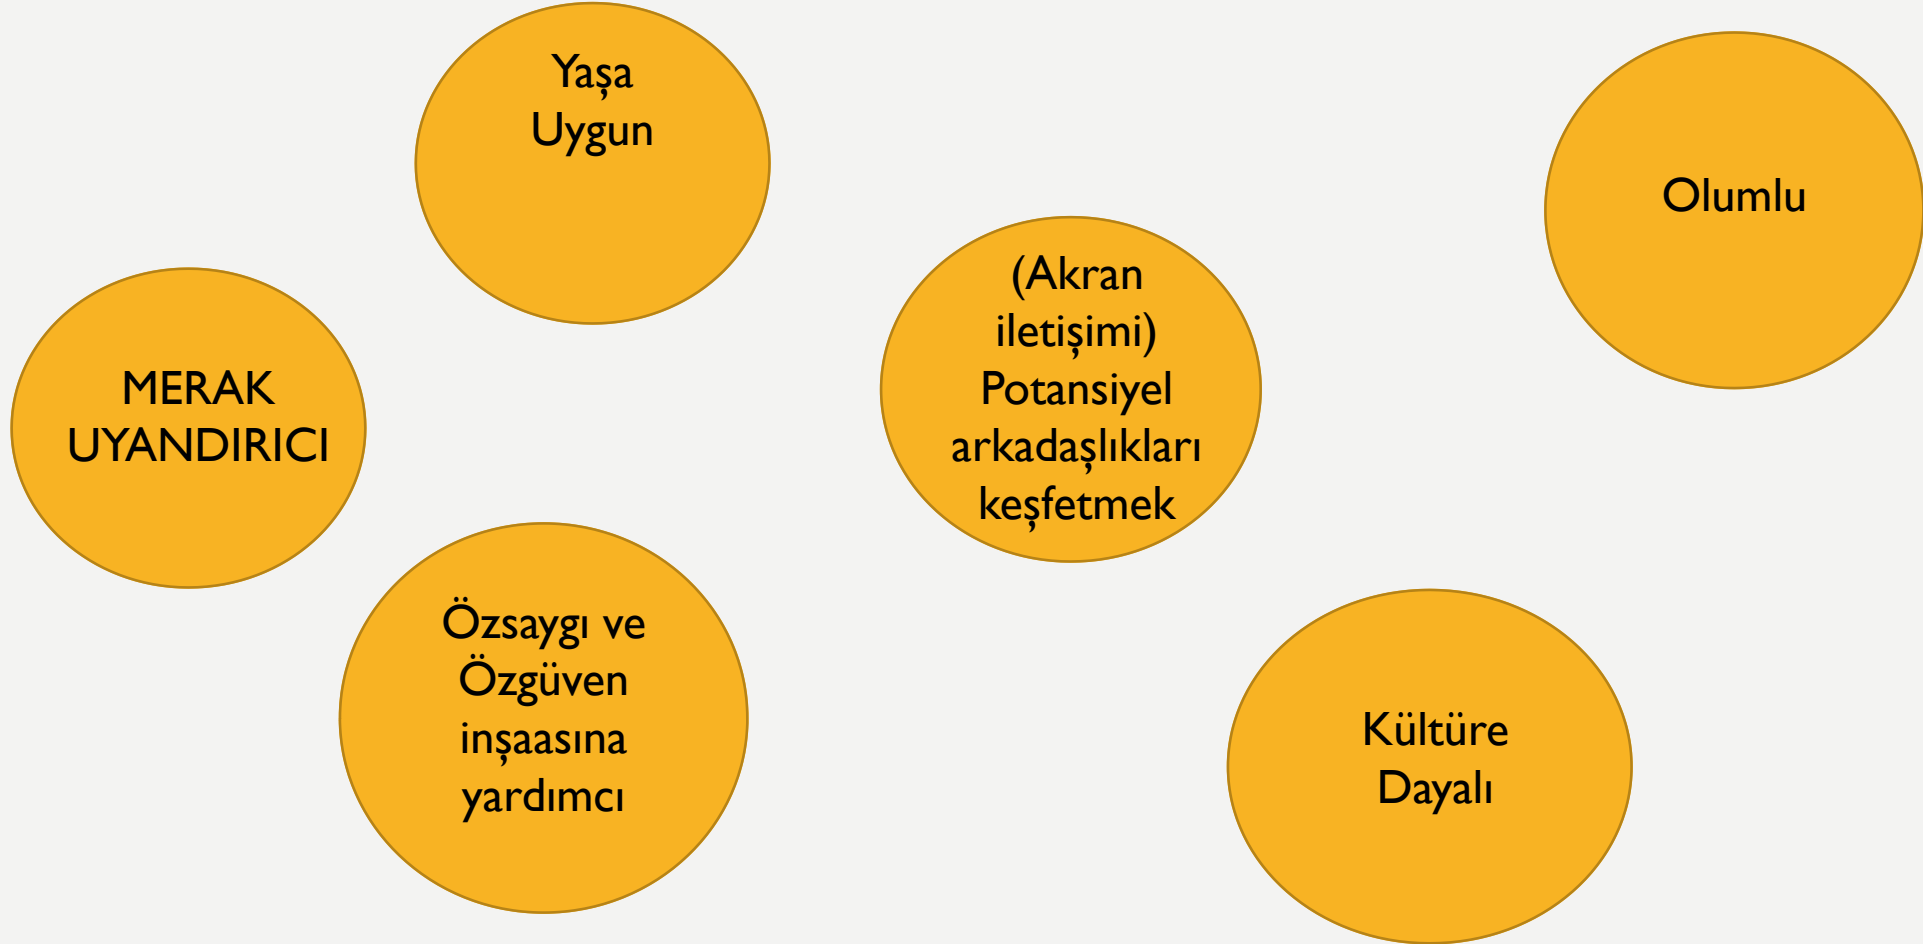 Yaşa
Uygun
Olumlu
(Akran
iletişimi)
Potansiyel
arkadaşlıkları
keşfetmek
MERAK
UYANDIRICI
Özsaygı ve
Özgüven
inşaasına
yardımcı
Kültüre
Dayalı